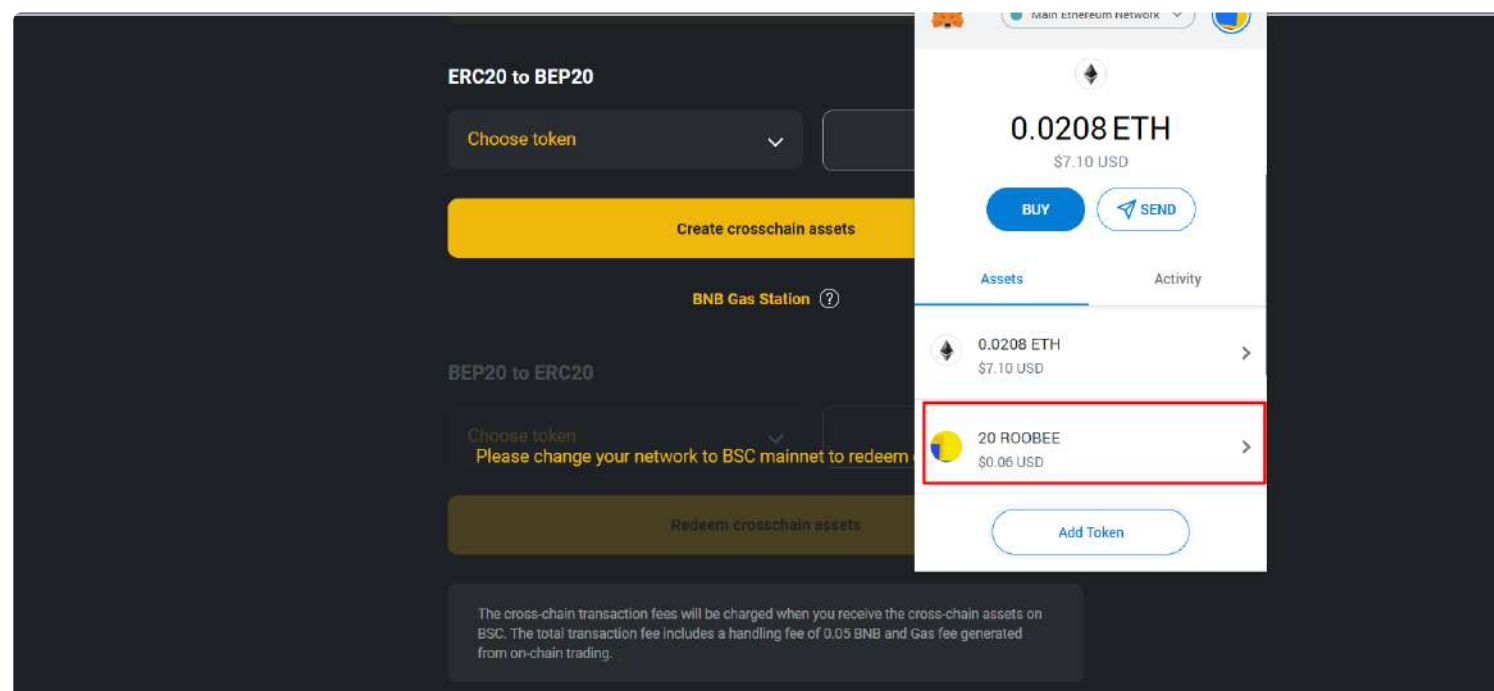 Main Ethereum Network
ERC20 to BEP20
Choose token
Create crosschain assets
BNB Gas Station ?
BEP20 to ERC20
Choose token
Please change your network to BSC mainnet to redeem
Redeem crosschain assets
The cross-chain transaction fees will be charged when you receive the cross-chain assets on
BSC. The total transaction fee includes a handling fee of 0.05 BNB and Gas fee generated
from on-chain trading.
0.0208 ETH
$7.10 USD
BUY
SEND
Assets
Activity
0.0208 ETH
$7.10 USD
20 ROOBEE
$0.06 USD
Add Token